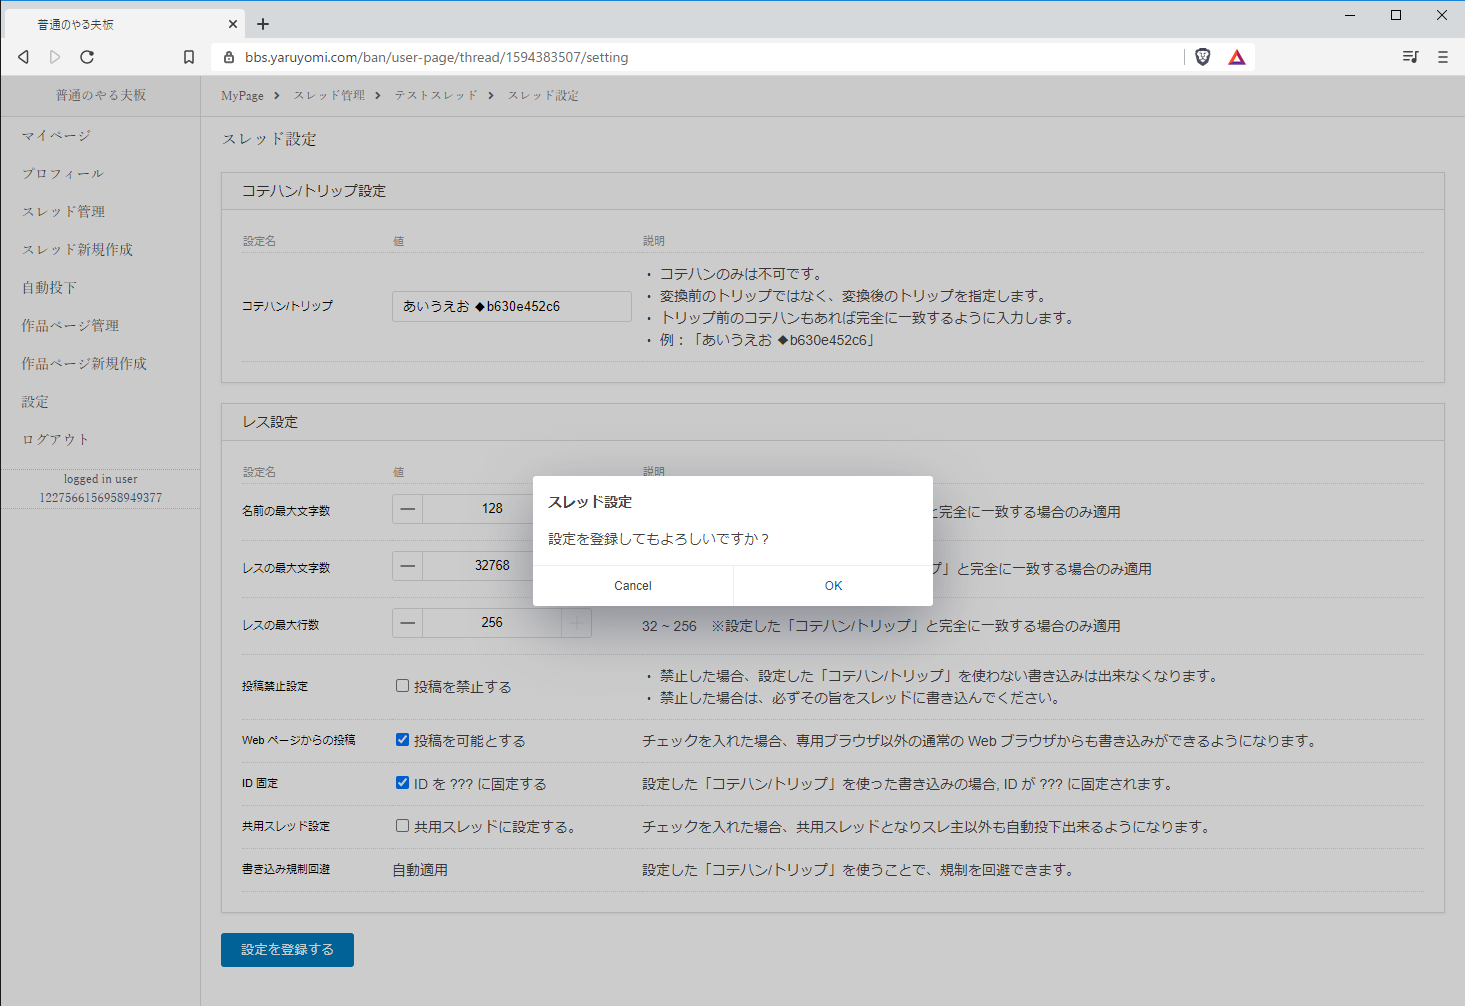 普通のやる夫板
bbs.yaruyomi.com/ban/user-page/thread/1594383507/setting
普通のやる夫板
MyPage スレッド管理 テストスレッド スレッド設定
マイページ
プロフィール
スレッド管理
スレッド新規作成
自動投下
作品ページ管理
作品ページ新規作成
設定
ログアウト
logged in user
1227566156958949377
スレッド設定
コテハン/トリップ設定
設定名 値 説明
コテハン/トリップ あいうえお ◆b630e452c6
・ コテハンのみは不可です。
・ 変換前のトリップではなく、変換後のトリップを指定します。
・ トリップ前のコテハンもあれば完全に一致するように入力します。
・ 例：「あいうえお ◆b630e452c6」
レス設定
設定名 値 説明
名前の最大文字数 128 と完全に一致する場合のみ適用
レスの最大文字数 32768 プ」と完全に一致する場合のみ適用
レスの最大行数 256 32 ~ 256 ※設定した「コテハン/トリップ」と完全に一致する場合のみ適用
スレッド設定
設定を登録してもよろしいですか？
Cancel OK
投稿禁止設定 投稿を禁止する
・ 禁止した場合、設定した「コテハン/トリップ」を使わない書き込みは出来なくなります。
・ 禁止した場合は、必ずその旨をスレッドに書き込んでください。
Web ページからの投稿 投稿を可能とする チェックを入れた場合、専用ブラウザ以外の通常の Web ブラウザからも書き込みができるようになります。
ID 固定 ID を ??? に固定する 設定した「コテハン/トリップ」を使った書き込みの場合, ID が ??? に固定されます。
共用スレッド設定 共用スレッドに設定する。 チェックを入れた場合、共用スレッドとなりスレ主以外も自動投下出来るようになります。
書き込み規制回避 自動適用 設定した「コテハン/トリップ」を使うことで、規制を回避できます。
設定を登録する